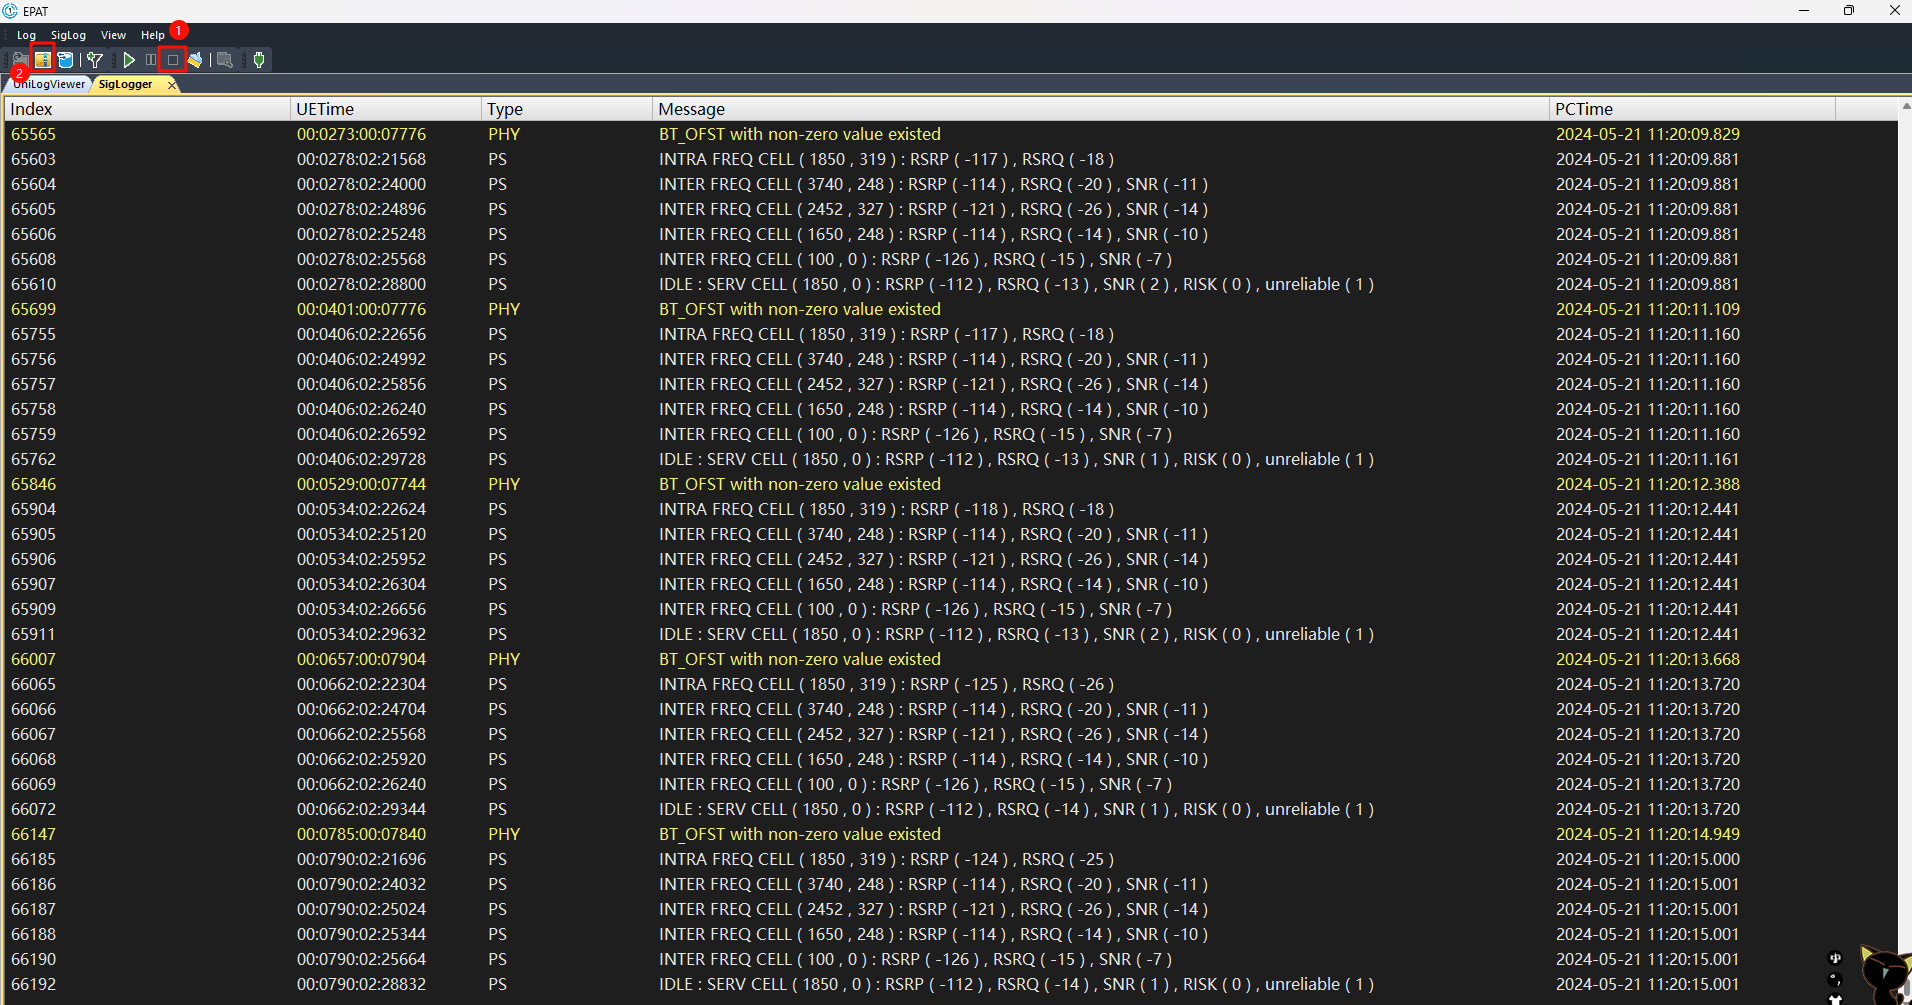 EPAT
Log SigLog View Help 1
2
UniLogViewer SigLogger
Index UETime Type Message PCTime
65565 00:0273:00:07776 PHY BT_OFST with non-zero value existed 2024-05-21 11:20:09.829
65603 00:0278:02:21568 PS INTRA FREQ CELL ( 1850 , 319 ) : RSRP ( -117 ) , RSRQ ( -18 ) 2024-05-21 11:20:09.881
65604 00:0278:02:24000 PS INTER FREQ CELL ( 3740 , 248 ) : RSRP ( -114 ) , RSRQ ( -20 ) , SNR ( -11 ) 2024-05-21 11:20:09.881
65605 00:0278:02:24896 PS INTER FREQ CELL ( 2452 , 327 ) : RSRP ( -121 ) , RSRQ ( -26 ) , SNR ( -14 ) 2024-05-21 11:20:09.881
65606 00:0278:02:25248 PS INTER FREQ CELL ( 1650 , 248 ) : RSRP ( -114 ) , RSRQ ( -14 ) , SNR ( -10 ) 2024-05-21 11:20:09.881
65608 00:0278:02:25568 PS INTER FREQ CELL ( 100 , 0 ) : RSRP ( -126 ) , RSRQ ( -15 ) , SNR ( -7 ) 2024-05-21 11:20:09.881
65610 00:0278:02:28800 PS IDLE : SERV CELL ( 1850 , 0 ) : RSRP ( -112 ) , RSRQ ( -13 ) , SNR ( 2 ) , RISK ( 0 ) , unreliable ( 1 ) 2024-05-21 11:20:09.881
65699 00:0401:00:07776 PHY BT_OFST with non-zero value existed 2024-05-21 11:20:11.109
65755 00:0406:02:22656 PS INTRA FREQ CELL ( 1850 , 319 ) : RSRP ( -117 ) , RSRQ ( -18 ) 2024-05-21 11:20:11.160
65756 00:0406:02:24992 PS INTER FREQ CELL ( 3740 , 248 ) : RSRP ( -114 ) , RSRQ ( -20 ) , SNR ( -11 ) 2024-05-21 11:20:11.160
65757 00:0406:02:25856 PS INTER FREQ CELL ( 2452 , 327 ) : RSRP ( -121 ) , RSRQ ( -26 ) , SNR ( -14 ) 2024-05-21 11:20:11.160
65758 00:0406:02:26240 PS INTER FREQ CELL ( 1650 , 248 ) : RSRP ( -114 ) , RSRQ ( -14 ) , SNR ( -10 ) 2024-05-21 11:20:11.160
65759 00:0406:02:26592 PS INTER FREQ CELL ( 100 , 0 ) : RSRP ( -126 ) , RSRQ ( -15 ) , SNR ( -7 ) 2024-05-21 11:20:11.160
65762 00:0406:02:29728 PS IDLE : SERV CELL ( 1850 , 0 ) : RSRP ( -112 ) , RSRQ ( -13 ) , SNR ( 1 ) , RISK ( 0 ) , unreliable ( 1 ) 2024-05-21 11:20:11.161
65846 00:0529:00:07744 PHY BT_OFST with non-zero value existed 2024-05-21 11:20:12.388
65904 00:0534:02:22624 PS INTRA FREQ CELL ( 1850 , 319 ) : RSRP ( -118 ) , RSRQ ( -18 ) 2024-05-21 11:20:12.441
65905 00:0534:02:25120 PS INTER FREQ CELL ( 3740 , 248 ) : RSRP ( -114 ) , RSRQ ( -20 ) , SNR ( -11 ) 2024-05-21 11:20:12.441
65906 00:0534:02:25952 PS INTER FREQ CELL ( 2452 , 327 ) : RSRP ( -121 ) , RSRQ ( -26 ) , SNR ( -14 ) 2024-05-21 11:20:12.441
65907 00:0534:02:26304 PS INTER FREQ CELL ( 1650 , 248 ) : RSRP ( -114 ) , RSRQ ( -14 ) , SNR ( -10 ) 2024-05-21 11:20:12.441
65909 00:0534:02:26656 PS INTER FREQ CELL ( 100 , 0 ) : RSRP ( -126 ) , RSRQ ( -15 ) , SNR ( -7 ) 2024-05-21 11:20:12.441
65911 00:0534:02:29632 PS IDLE : SERV CELL ( 1850 , 0 ) : RSRP ( -112 ) , RSRQ ( -13 ) , SNR ( 2 ) , RISK ( 0 ) , unreliable ( 1 ) 2024-05-21 11:20:12.441
66007 00:0657:00:07904 PHY BT_OFST with non-zero value existed 2024-05-21 11:20:13.668
66065 00:0662:02:22304 PS INTRA FREQ CELL ( 1850 , 319 ) : RSRP ( -125 ) , RSRQ ( -26 ) 2024-05-21 11:20:13.720
66066 00:0662:02:24704 PS INTER FREQ CELL ( 3740 , 248 ) : RSRP ( -114 ) , RSRQ ( -20 ) , SNR ( -11 ) 2024-05-21 11:20:13.720
66067 00:0662:02:25568 PS INTER FREQ CELL ( 2452 , 327 ) : RSRP ( -121 ) , RSRQ ( -26 ) , SNR ( -14 ) 2024-05-21 11:20:13.720
66068 00:0662:02:25920 PS INTER FREQ CELL ( 1650 , 248 ) : RSRP ( -114 ) , RSRQ ( -14 ) , SNR ( -10 ) 2024-05-21 11:20:13.720
66069 00:0662:02:26240 PS INTER FREQ CELL ( 100 , 0 ) : RSRP ( -126 ) , RSRQ ( -15 ) , SNR ( -7 ) 2024-05-21 11:20:13.720
66072 00:0662:02:29344 PS IDLE : SERV CELL ( 1850 , 0 ) : RSRP ( -112 ) , RSRQ ( -14 ) , SNR ( 1 ) , RISK ( 0 ) , unreliable ( 1 ) 2024-05-21 11:20:13.720
66147 00:0785:00:07840 PHY BT_OFST with non-zero value existed 2024-05-21 11:20:14.949
66185 00:0790:02:21696 PS INTRA FREQ CELL ( 1850 , 319 ) : RSRP ( -124 ) , RSRQ ( -25 ) 2024-05-21 11:20:15.000
66186 00:0790:02:24032 PS INTER FREQ CELL ( 3740 , 248 ) : RSRP ( -114 ) , RSRQ ( -20 ) , SNR ( -11 ) 2024-05-21 11:20:15.001
66187 00:0790:02:25024 PS INTER FREQ CELL ( 2452 , 327 ) : RSRP ( -121 ) , RSRQ ( -26 ) , SNR ( -14 ) 2024-05-21 11:20:15.001
66188 00:0790:02:25344 PS INTER FREQ CELL ( 1650 , 248 ) : RSRP ( -114 ) , RSRQ ( -14 ) , SNR ( -10 ) 2024-05-21 11:20:15.001
66190 00:0790:02:25664 PS INTER FREQ CELL ( 100 , 0 ) : RSRP ( -126 ) , RSRQ ( -15 ) , SNR ( -7 ) 2024-05-21 11:20:15.001
66192 00:0790:02:28832 PS IDLE : SERV CELL ( 1850 , 0 ) : RSRP ( -112 ) , RSRQ ( -14 ) , SNR ( 1 ) , RISK ( 0 ) , unreliable ( 1 ) 2024-05-21 11:20:15.001